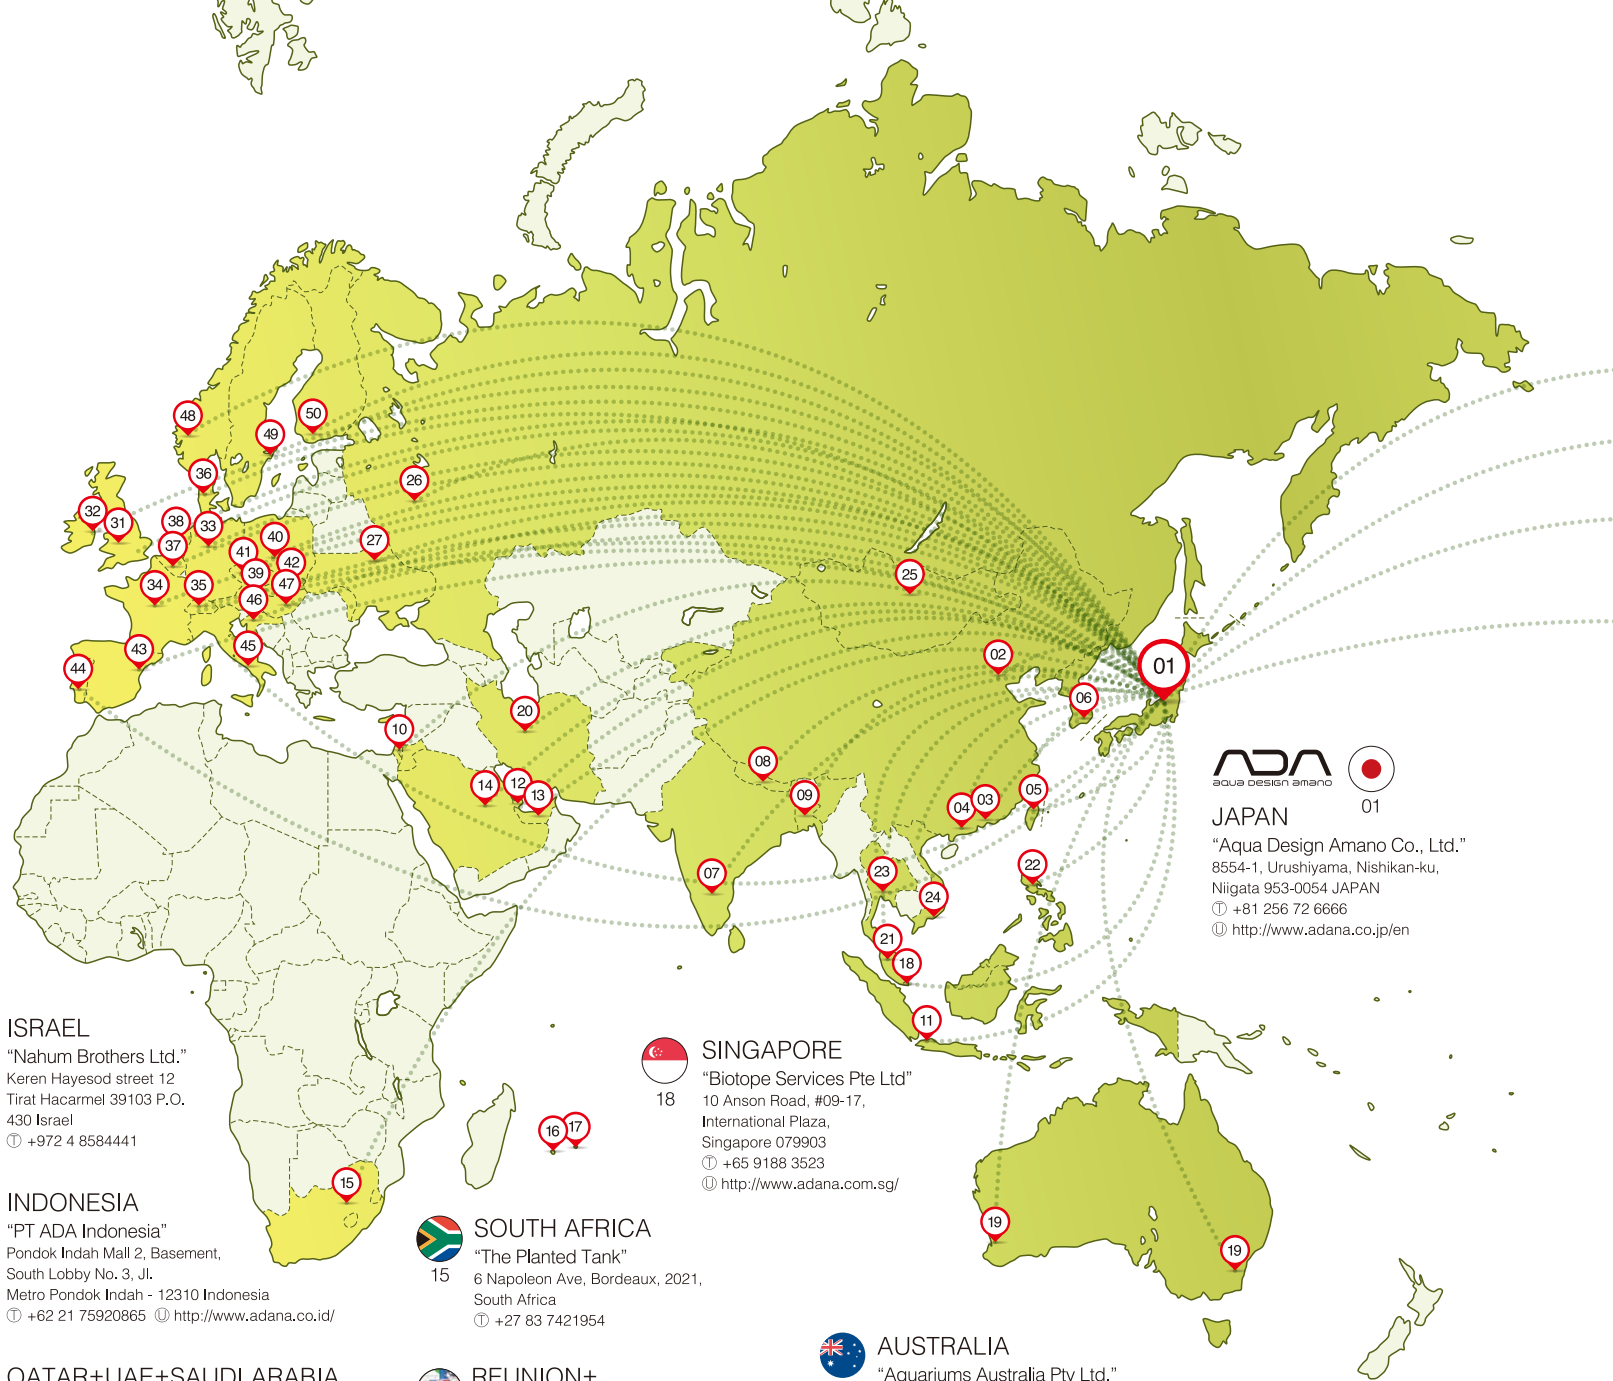 48
50
49
36
26
32
31
38
33
37
40
27
41
42
39
34
35
47
46
25
43
45
44
02
01
06
20
10
08
14
12
13
09
04
03
05
07
23
22
24
21
18
11
16
17
15
19
19
ADA
AQUA DESIGN AMANO
01
JAPAN
“Aqua Design Amano Co., Ltd.”
8554-1, Urushiyama, Nishikan-ku,
Niigata 953-0054 JAPAN
Ⓣ +81 256 72 6666
Ⓤ http://www.adana.co.jp/en
ISRAEL
“Nahum Brothers Ltd.”
Keren Hayesod street 12
Tirat Hacarmel 39103 P.O.
430 Israel
Ⓣ +972 4 8584441
INDONESIA
“PT ADA Indonesia”
Pondok Indah Mall 2, Basement,
South Lobby No. 3, Jl.
Metro Pondok Indah - 12310 Indonesia
Ⓣ +62 21 75920865 Ⓤ http://www.adana.co.id/
QATAR+UAE+SAUDI ARABIA
18
SINGAPORE
“Biotope Services Pte Ltd”
10 Anson Road, #09-17,
International Plaza,
Singapore 079903
Ⓣ +65 9188 3523
Ⓤ http://www.adana.com.sg/
15
SOUTH AFRICA
“The Planted Tank”
6 Napoleon Ave, Bordeaux, 2021,
South Africa
Ⓣ +27 83 7421954
REUNION+
AUSTRALIA
“Aquariums Australia Pty Ltd.”